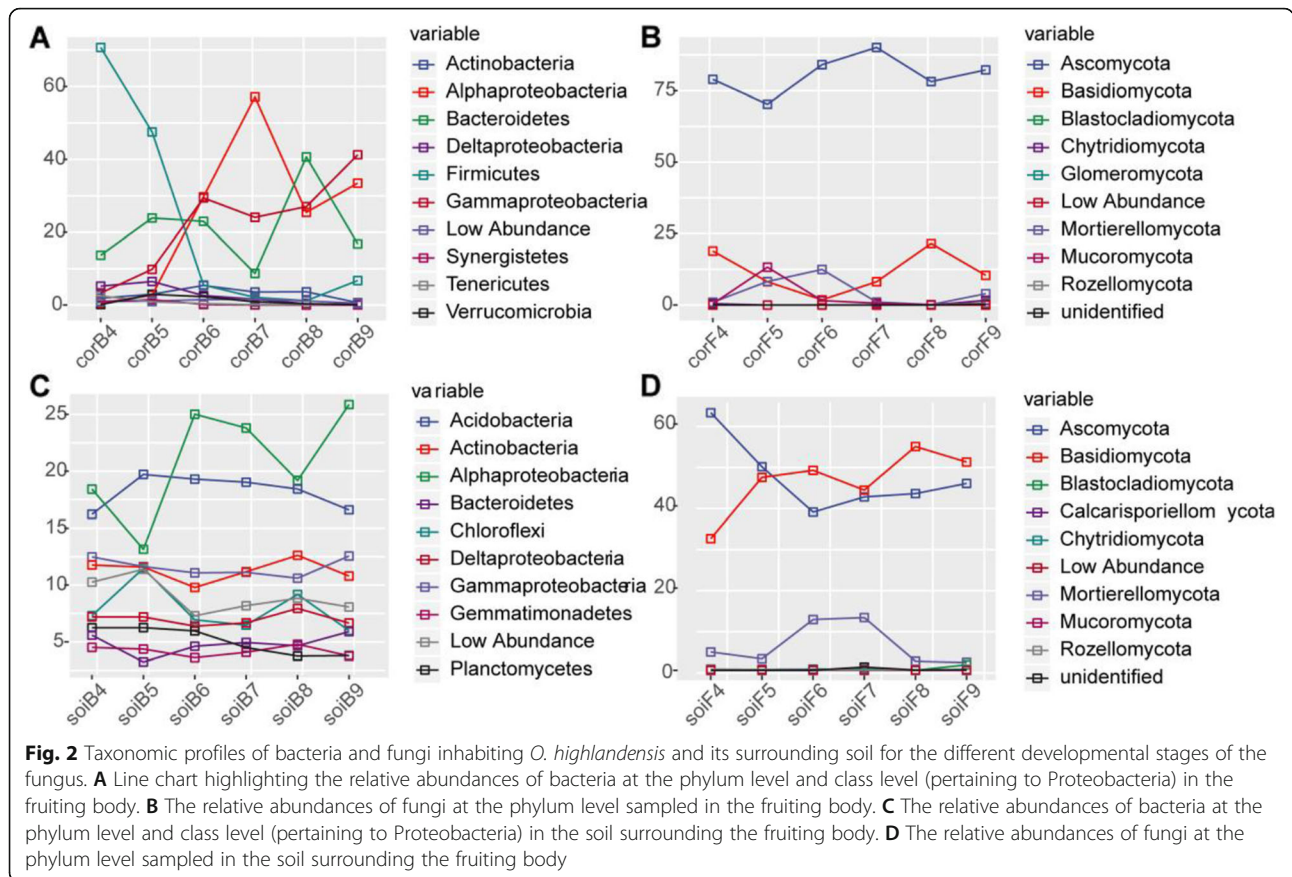 A
variable
60
40
20
0
Actinobacteria
Alphaproteobacteria
Bacteroidetes
Deltaproteobacteria
Firmicutes
Gammaproteobacteria
Low Abundance
Synergistetes
Tenericutes
Verrucomicrobia
corB4
corB5
corB6
corB7
corB8
corB9
B
variable
75
50
25
0
Ascomycota
Basidiomycota
Blastocladiomycota
Chytridiomycota
Glomeromycota
Low Abundance
Mortierellomycota
Mucoromycota
Rozellomycota
unidentified
corF4
corF5
corF6
corF7
corF8
corF9
C
variable
25
20
15
10
5
Acidobacteria
Actinobacteria
Alphaproteobacteria
Bacteroidetes
Chloroflexi
Deltaproteobacteria
Gammaproteobacteria
Gemmatimonadetes
Low Abundance
Planctomycetes
soiB4
soiB5
soiB6
soiB7
soiB8
soiB9
D
variable
60
40
20
0
Ascomycota
Basidiomycota
Blastocladiomycota
Calcarisporiellom ycota
Chytridiomycota
Low Abundance
Mortierellomycota
Mucoromycota
Rozellomycota
unidentified
soiF4
soiF5
soiF6
soiF7
soiF8
soiF9
Fig. 2 Taxonomic profiles of bacteria and fungi inhabiting O. highlandensis and its surrounding soil for the different developmental stages of the
fungus. A Line chart highlighting the relative abundances of bacteria at the phylum level and class level (pertaining to Proteobacteria) in the
fruiting body. B The relative abundances of fungi at the phylum level sampled in the fruiting body. C The relative abundances of bacteria at the
phylum level and class level (pertaining to Proteobacteria) in the soil surrounding the fruiting body. D The relative abundances of fungi at the
phylum level sampled in the soil surrounding the fruiting body